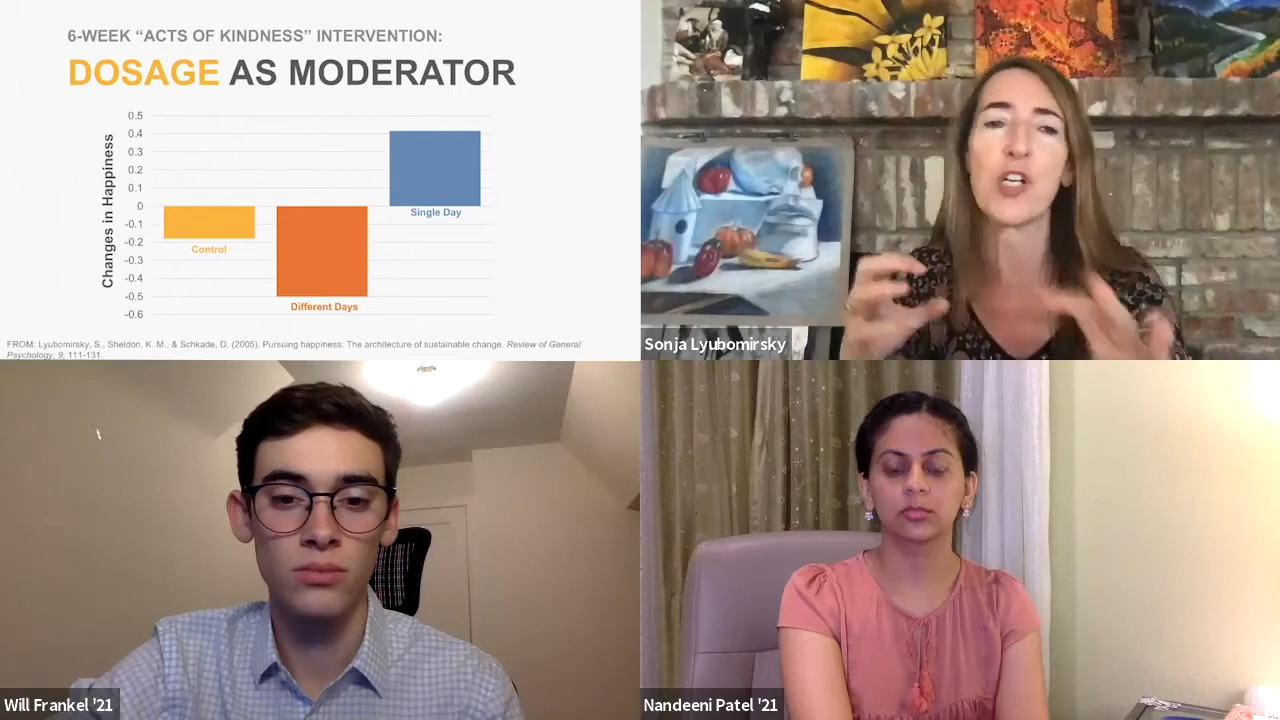 6-WEEK “ACTS OF KINDNESS” INTERVENTION:
DOSAGE AS MODERATOR
Changes in Happiness
0.5
0.4
0.3
0.2
0.1
0
-0.1
-0.2
-0.3
-0.4
-0.5
-0.6
Control
Different Days
Single Day
FROM: Lyubomirsky, S., Sheldon, K. M., & Schkade, D. (2005). Pursuing happiness: The architecture of sustainable change. Review of General
Psychology, 9, 111-131.
Sonja Lyubomirsky
Will Frankel '21
Nandeeni Patel '21